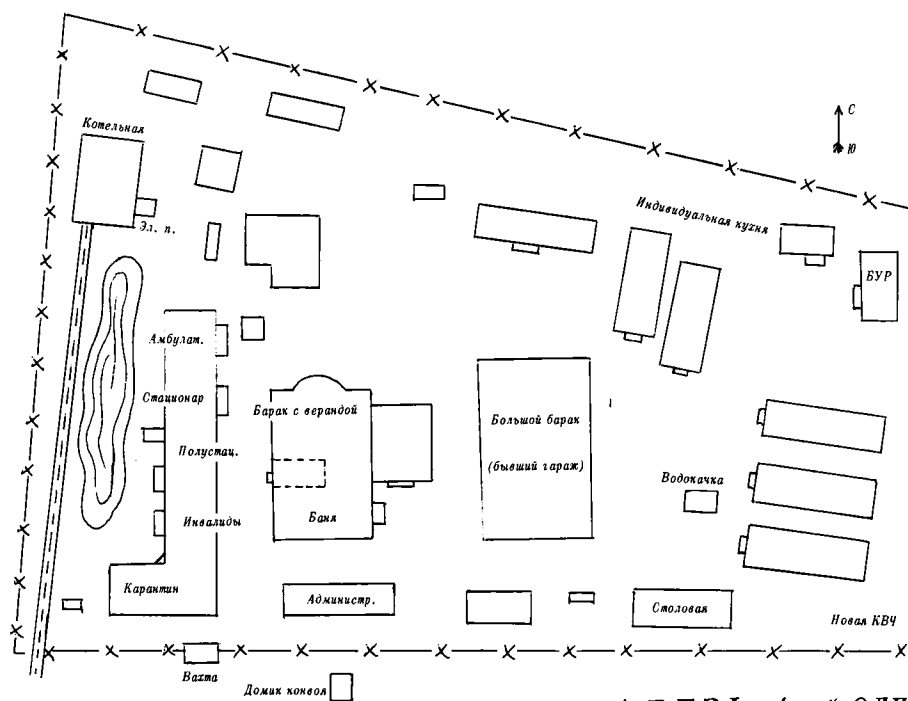 С
Котельная
Ю
Индивидуальная кухня
Эл. п.
БУР
Амбулат.
Стационар
Барак с верандой
Большой барак
Полустац.
(бывший гараж)
Водокачка
Инвалиды
Баня
Карантин
Администр.
Столовая
Новая КВЧ
Вахта
Домик конвоя